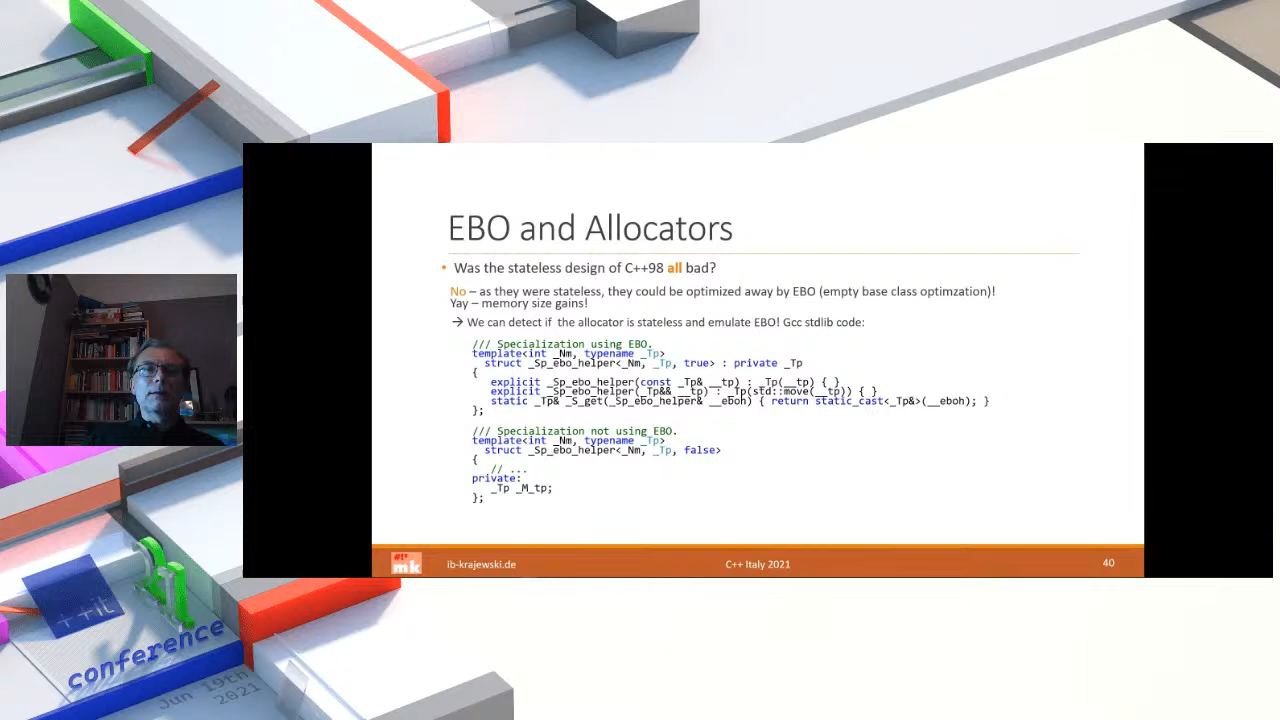 EBO and Allocators
• Was the stateless design of C++98 all bad?
No – as they were stateless, they could be optimized away by EBO (empty base class optimzation)!
Yay – memory size gains!
→ We can detect if the allocator is stateless and emulate EBO! Gcc stdlib code:
/// Specialization using EBO.
template<int _Nm, typename _Tp>
struct _Sp_ebo_helper<_Nm, _Tp, true> : private _Tp
{
explicit _Sp_ebo_helper(const _Tp& __tp) : _Tp(__tp) { }
explicit _Sp_ebo_helper(_Tp&& __tp) : _Tp(std::move(__tp)) { }
static _Tp& _S_get(_Sp_ebo_helper& __eboh) { return static_cast<_Tp&>(__eboh); }
};
/// Specialization not using EBO.
template<int _Nm, typename _Tp>
struct _Sp_ebo_helper<_Nm, _Tp, false>
{
// ...
private:
_Tp _M_tp;
};
#!"
mk
ib-krajewski.de
C++ Italy 2021
40
++it
conference
Jun 19th
2021